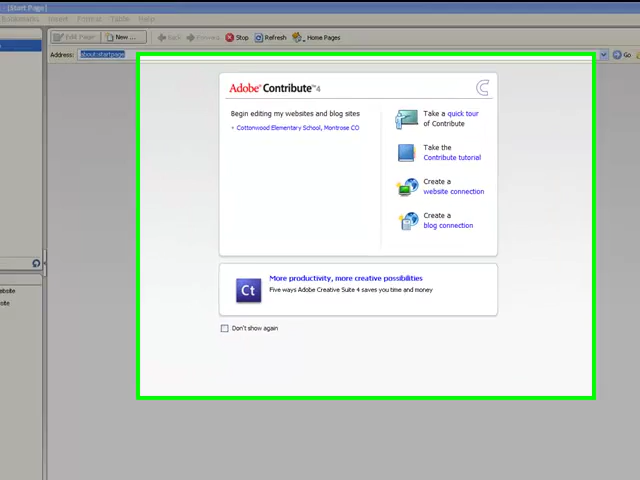 - [Start Page]
Bookmarks Insert Format Table Help
Edit Page New ... Back Forward Stop Refresh Home Pages
Address: about:startpage Go
Adobe® Contribute™4
Begin editing my websites and blog sites
Cottonwood Elementary School, Montrose CO
Take a quick tour
of Contribute
Take the
Contribute tutorial
Create a
website connection
Create a
blog connection
Ct
More productivity, more creative possibilities
Five ways Adobe Creative Suite 4 saves you time and money
Don't show again